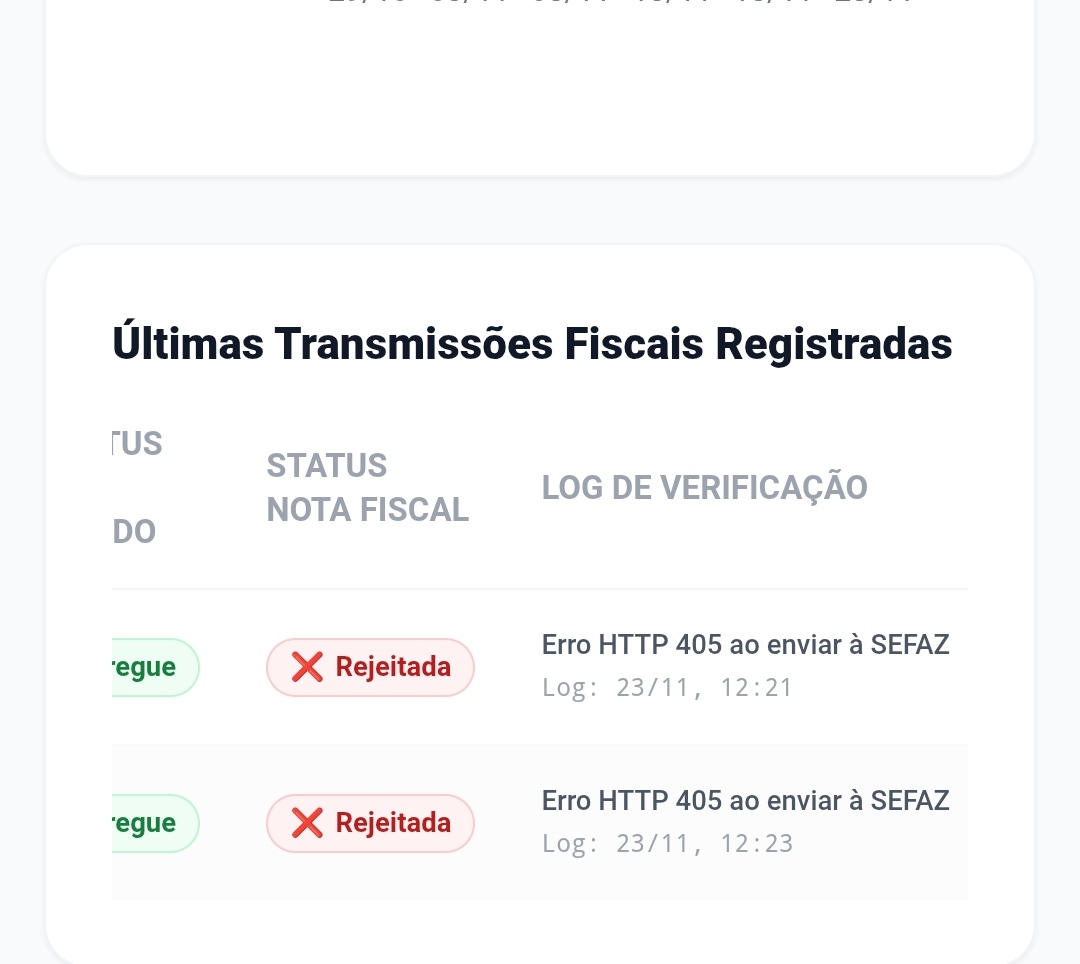 Últimas Transmissões Fiscais Registradas
TUS
DO
STATUS
NOTA FISCAL
LOG DE VERIFICAÇÃO
regue
❌ Rejeitada
Erro HTTP 405 ao enviar à SEFAZ
Log: 23/11, 12:21
regue
❌ Rejeitada
Erro HTTP 405 ao enviar à SEFAZ
Log: 23/11, 12:23